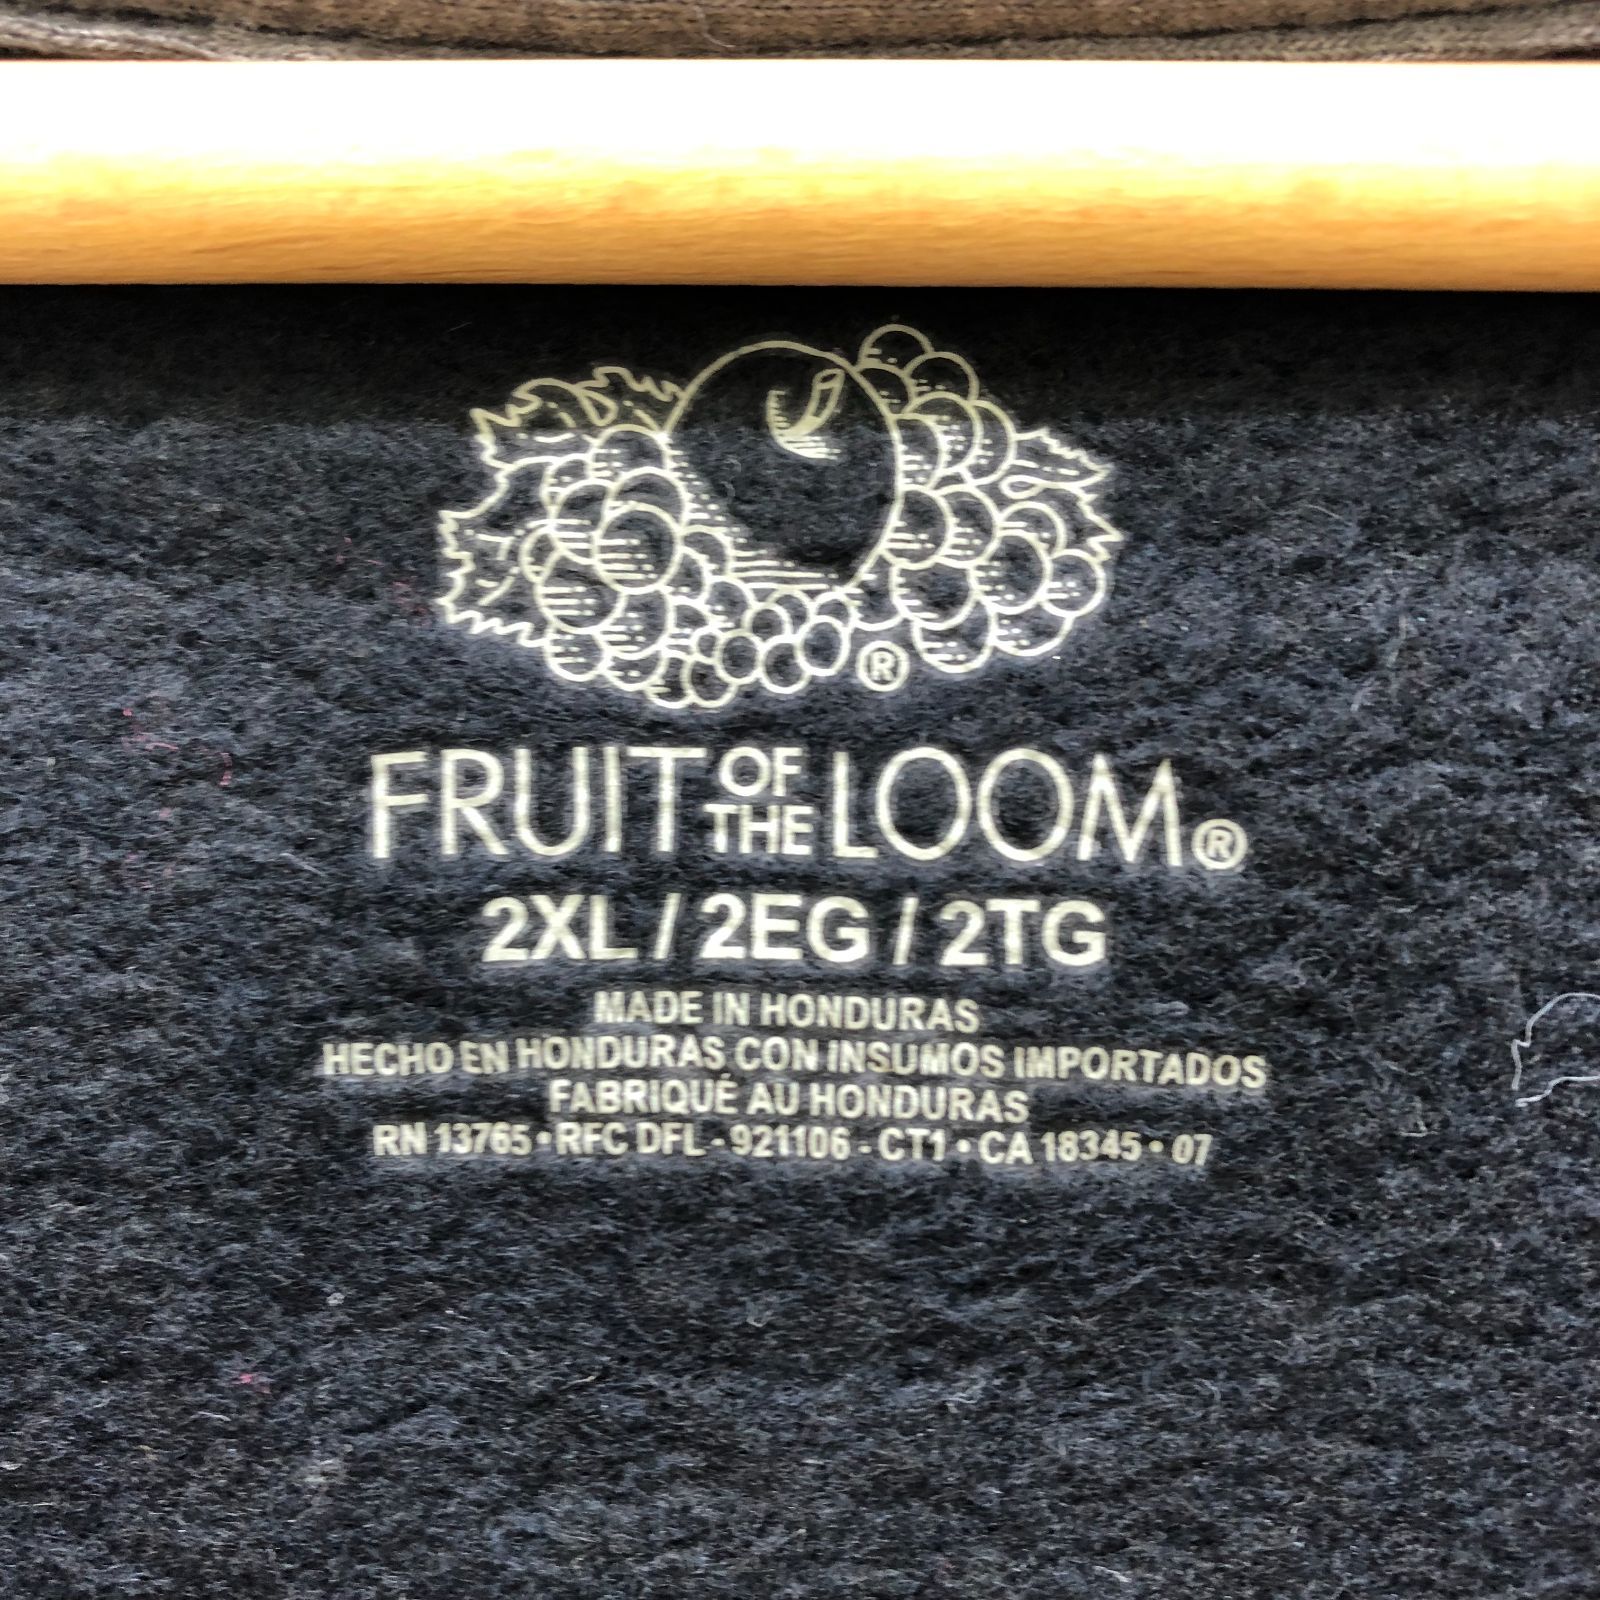 ®
FRUIT OF THE LOOM®
2XL / 2EG / 2TG
MADE IN HONDURAS
HECHO EN HONDURAS CON INSUMOS IMPORTADOS
FABRIQUÉ AU HONDURAS
RN 13765 • RFC DFL - 921106 - CT1 • CA 18345 • 07